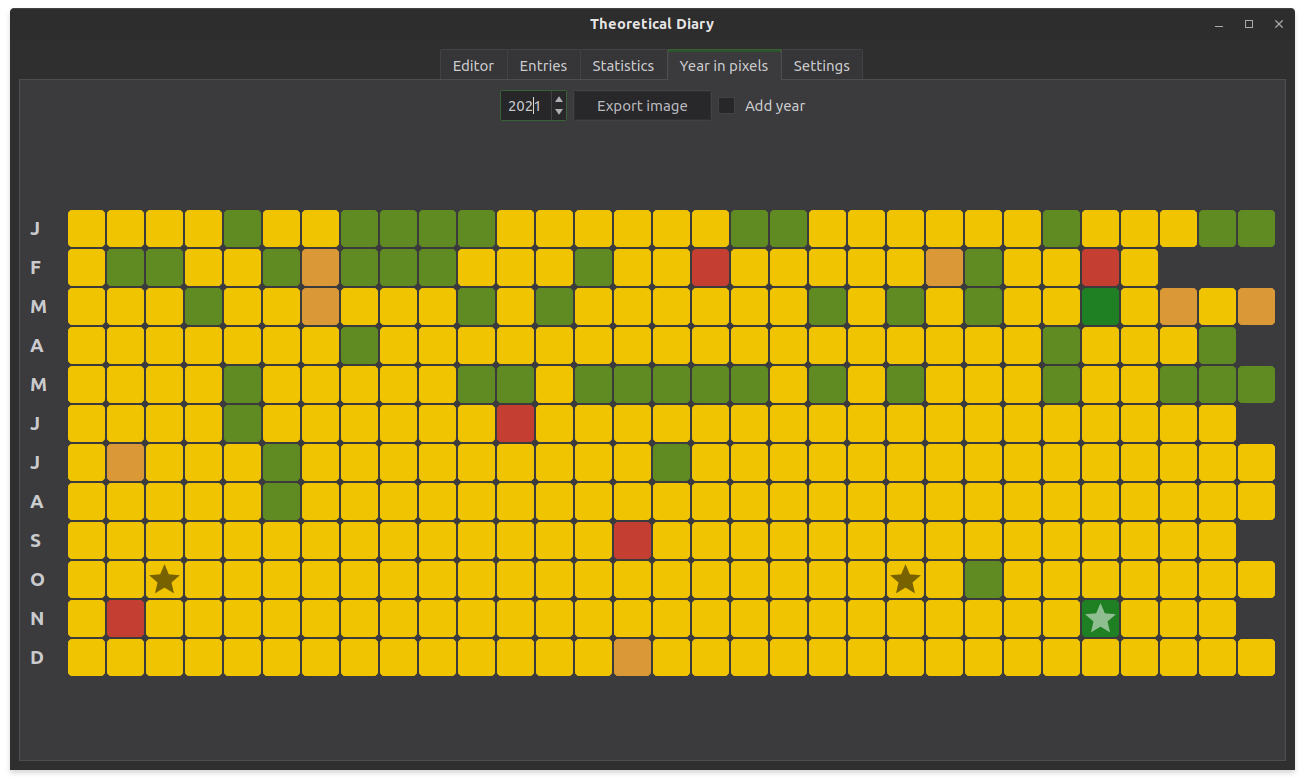 Theoretical Diary
Editor Entries Statistics Year in pixels Settings
2021 Export image Add year
J
F
M
A
M
J
J
A
S
O
N
D